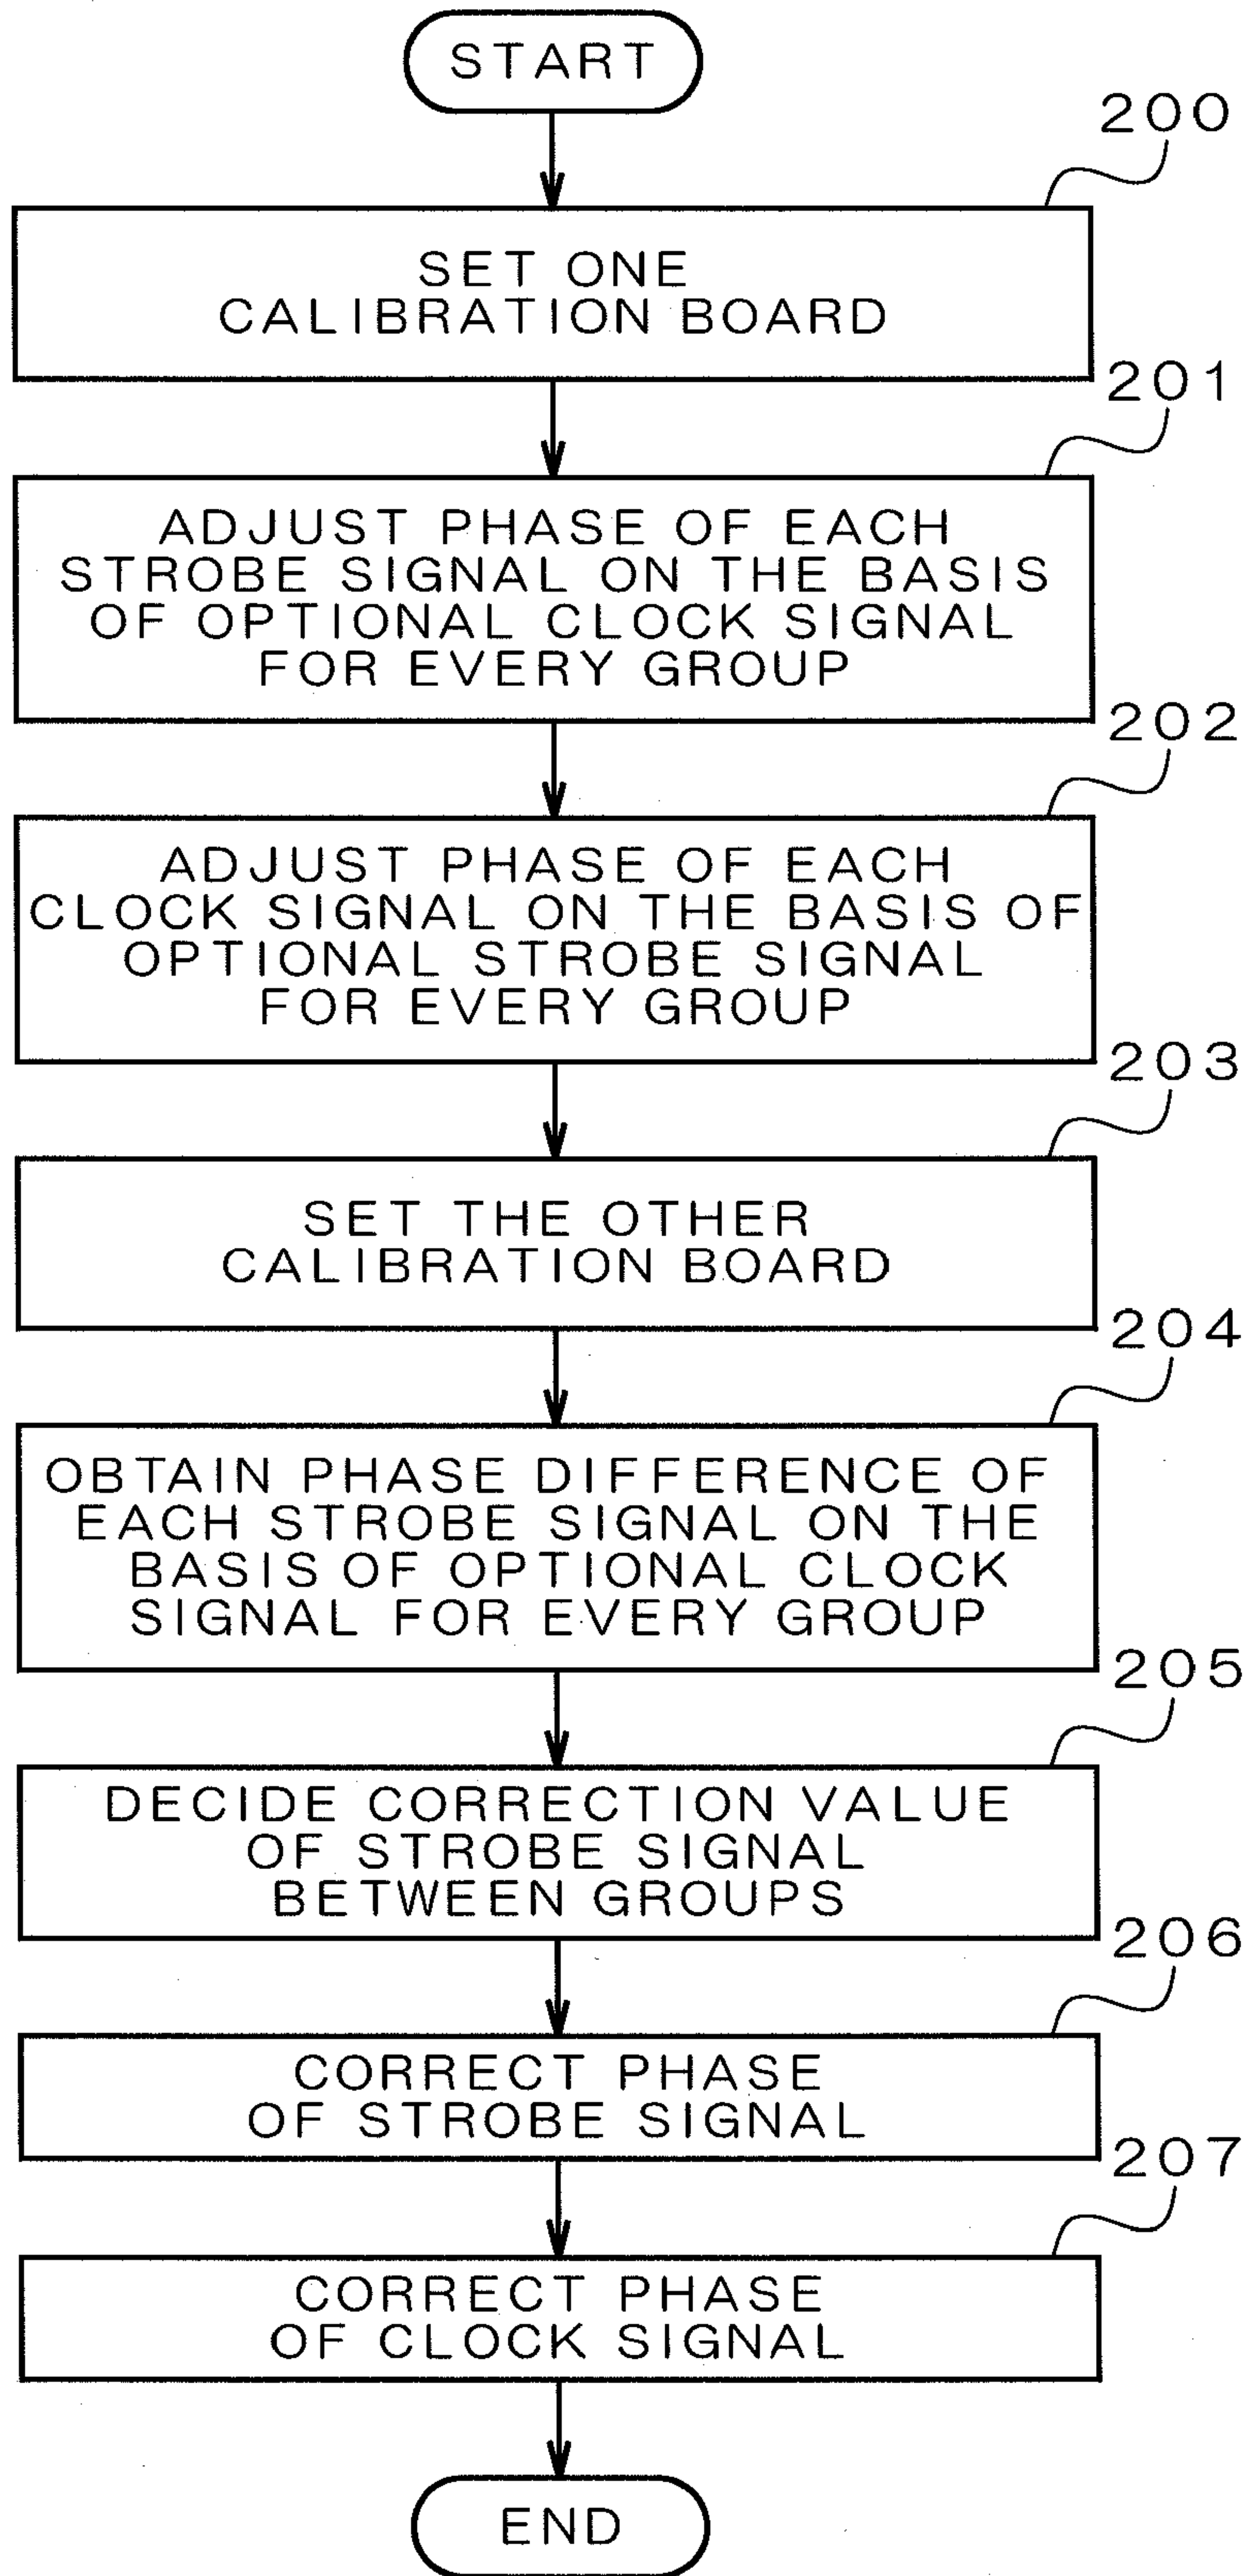 START
200
SET ONE
CALIBRATION BOARD
201
ADJUST PHASE OF EACH
STROBE SIGNAL ON THE BASIS
OF OPTIONAL CLOCK SIGNAL
FOR EVERY GROUP
202
ADJUST PHASE OF EACH
CLOCK SIGNAL ON THE BASIS OF
OPTIONAL STROBE SIGNAL
FOR EVERY GROUP
203
SET THE OTHER
CALIBRATION BOARD
204
OBTAIN PHASE DIFFERENCE OF
EACH STROBE SIGNAL ON THE
BASIS OF OPTIONAL CLOCK
SIGNAL FOR EVERY GROUP
205
DECIDE CORRECTION VALUE
OF STROBE SIGNAL
BETWEEN GROUPS
206
CORRECT PHASE
OF STROBE SIGNAL
207
CORRECT PHASE
OF CLOCK SIGNAL
END